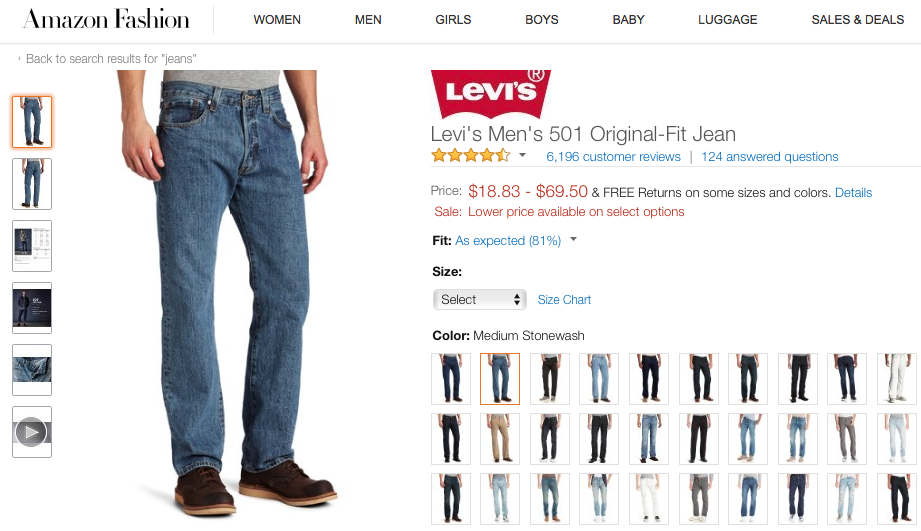 Amazon Fashion
WOMEN MEN GIRLS BOYS BABY LUGGAGE SALES & DEALS
‹ Back to search results for "jeans"
LEVI'S ®
Levi's Men's 501 Original-Fit Jean
6,196 customer reviews | 124 answered questions
Price: $18.83 - $69.50 & FREE Returns on some sizes and colors. Details
Sale: Lower price available on select options
Fit: As expected (81%)
Size:
Select Size Chart
Color: Medium Stonewash